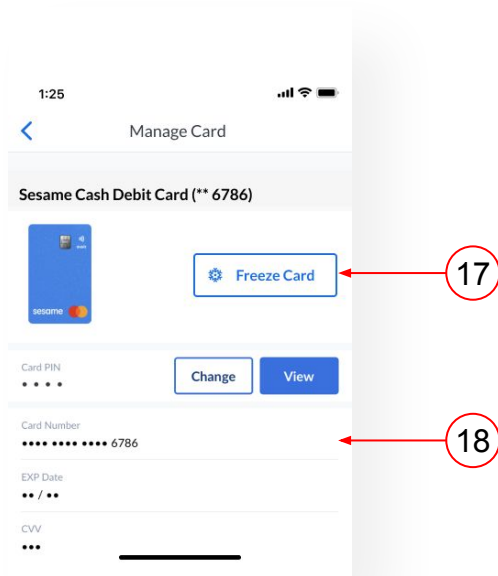 1:25
Manage Card
Sesame Cash Debit Card (** 6786)
sesame
Freeze Card
17
Card PIN
• • • •
Change
View
Card Number
•••• •••• •••• 6786
18
EXP Date
•• / ••
CVV
•••